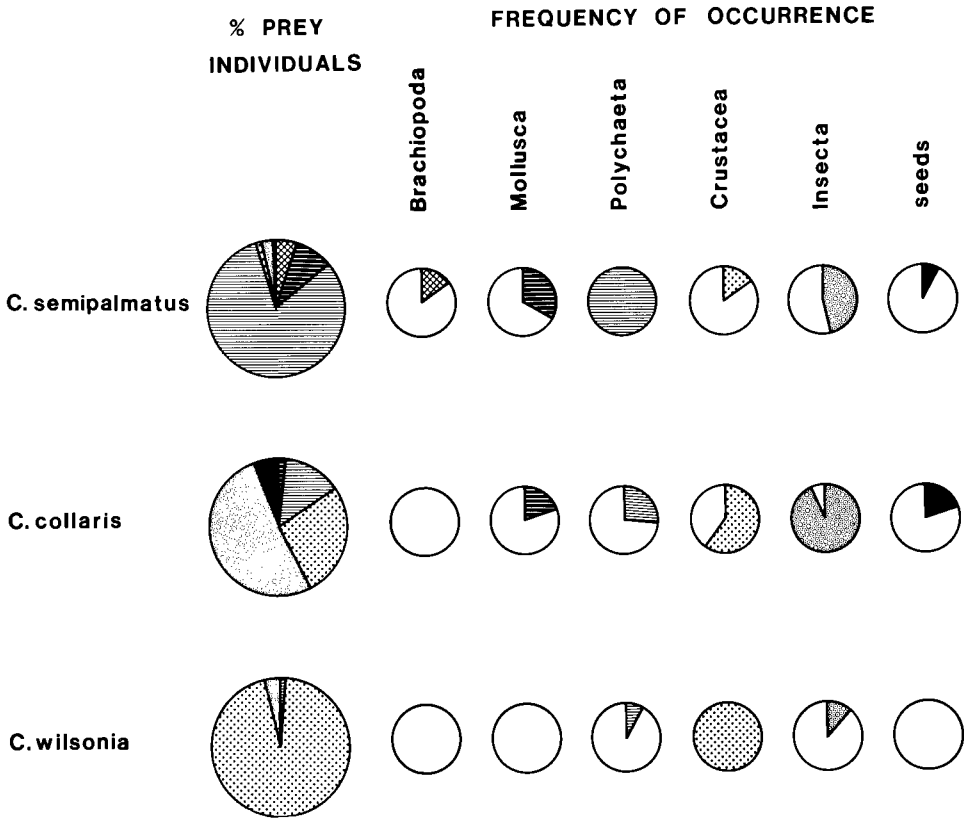 % PREY
INDIVIDUALS
FREQUENCY OF OCCURRENCE
Brachiopoda
Mollusca
Polychaeta
Crustacea
Insecta
seeds
C. semipalmatus
C. collaris
C. wilsonia